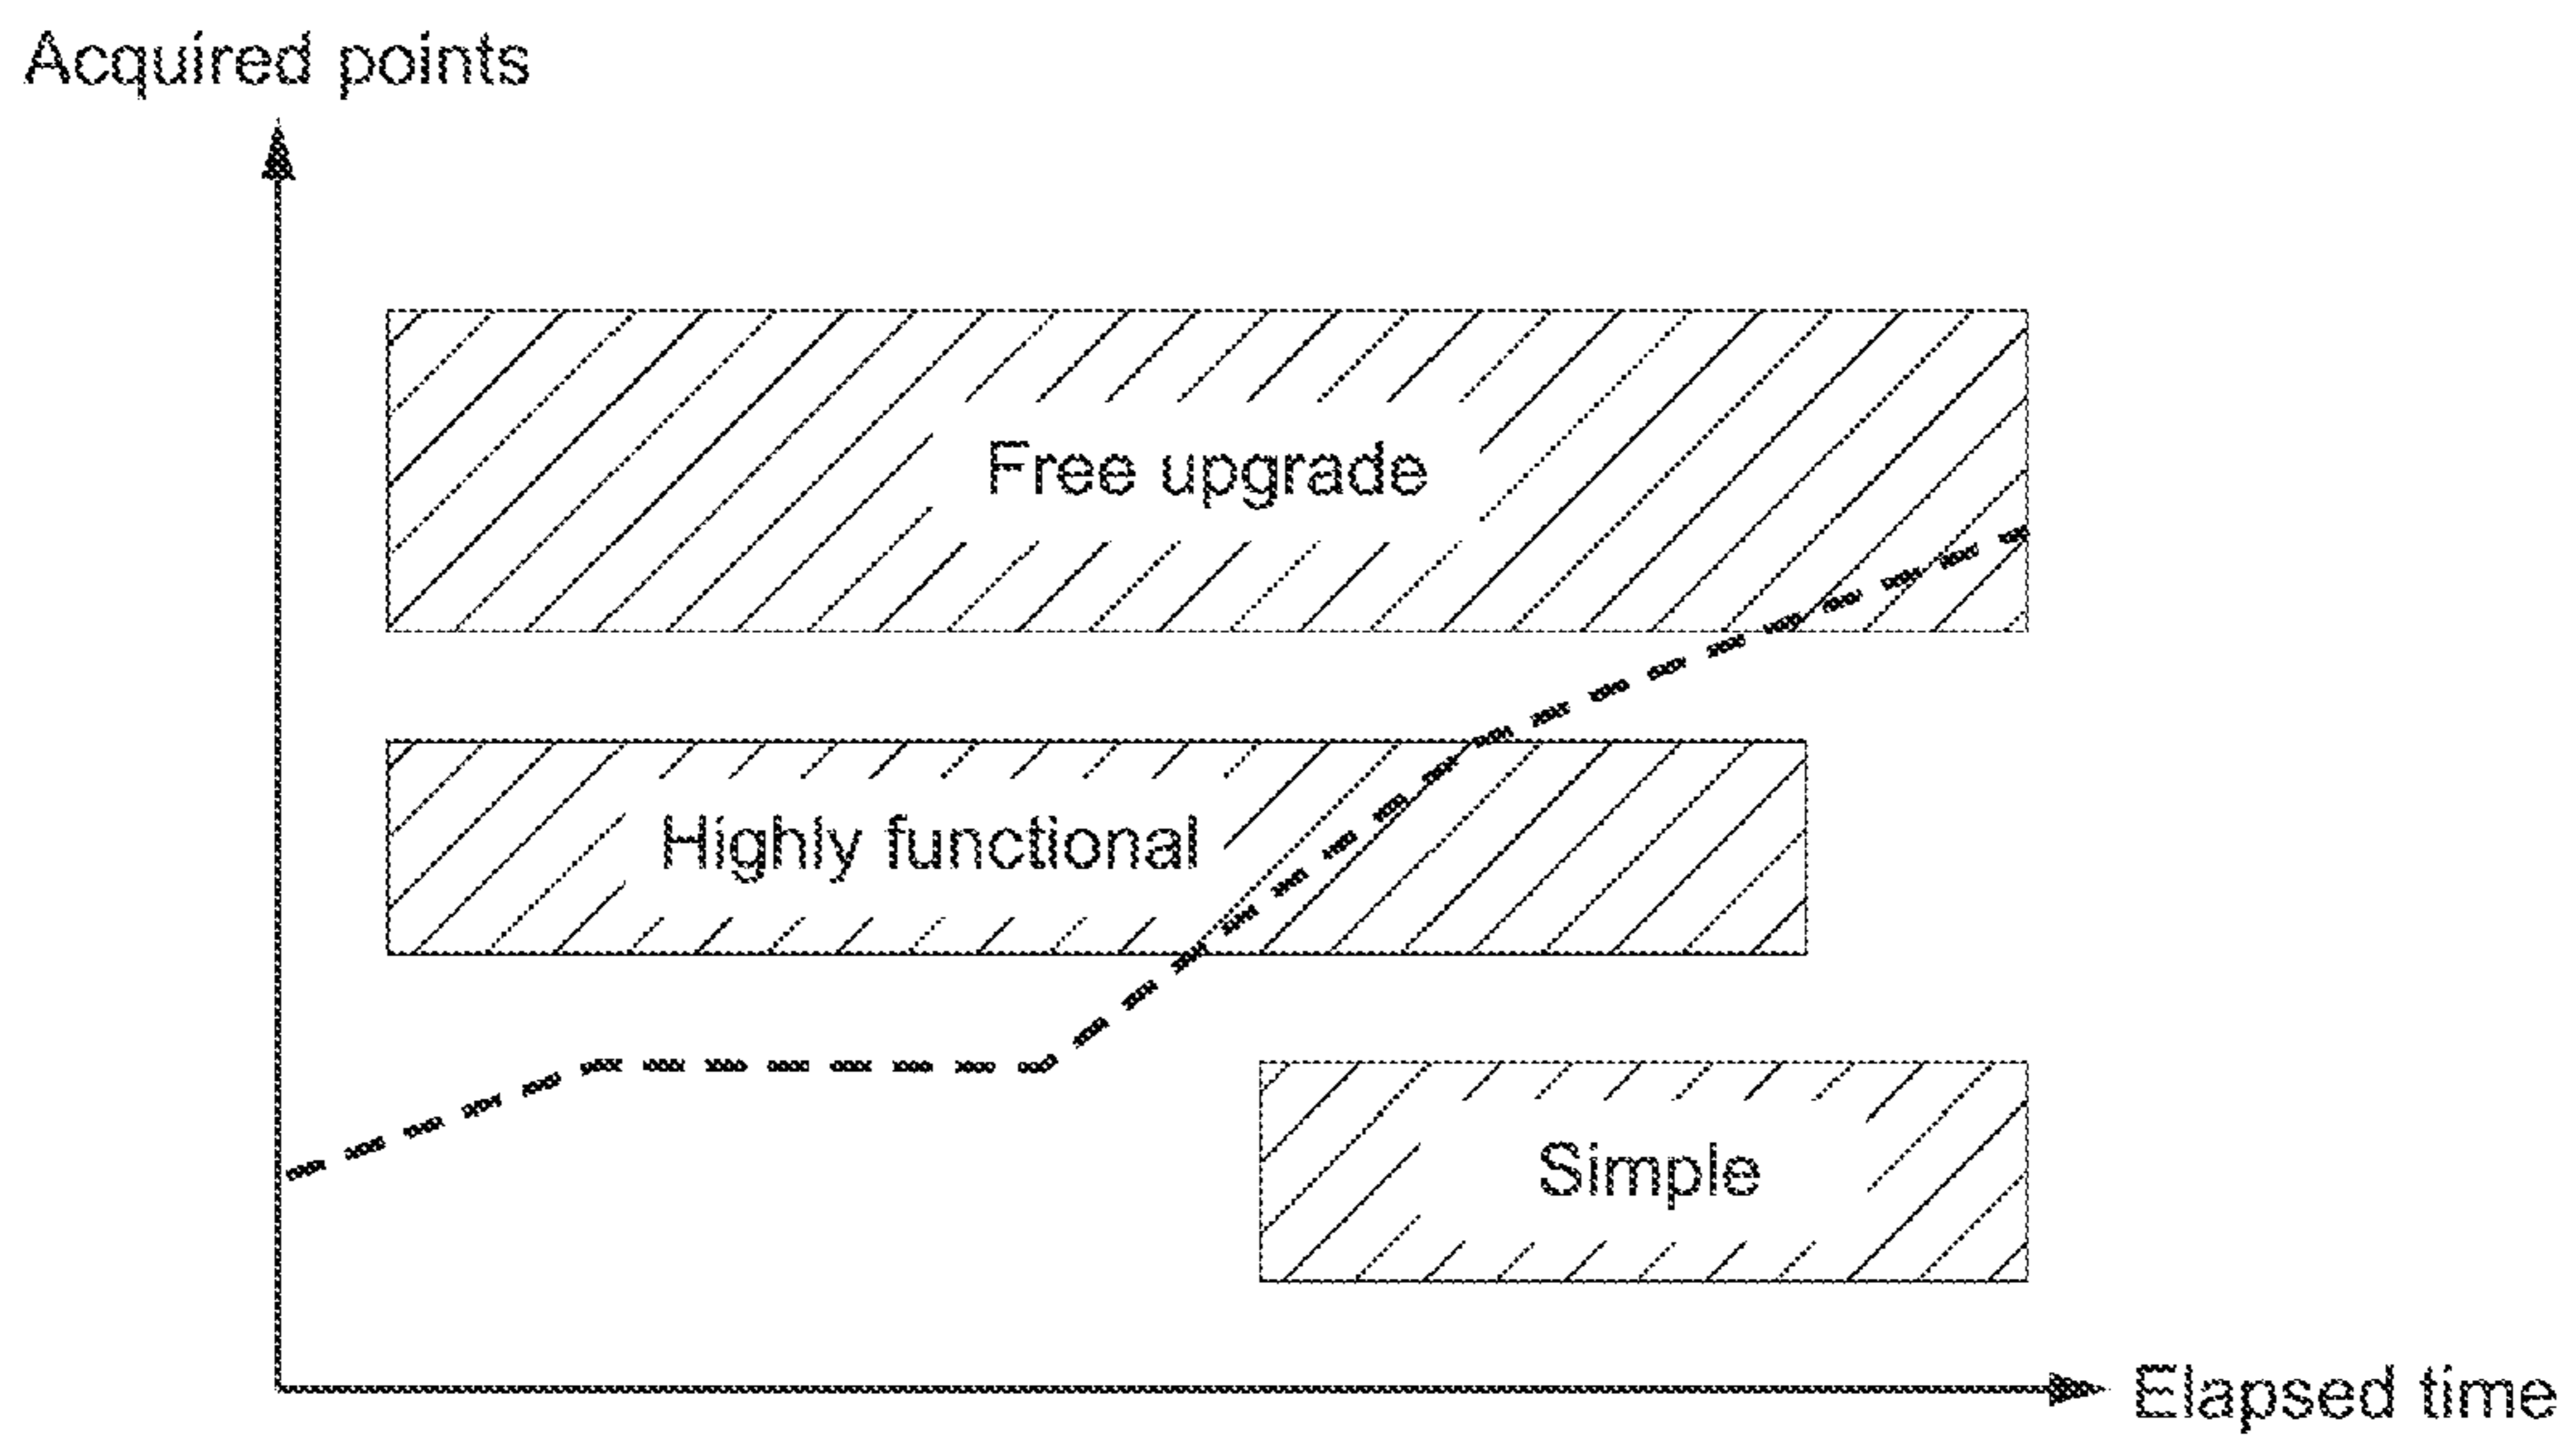 Acquired points
Free upgrade
Highly functional
Simple
Elapsed time